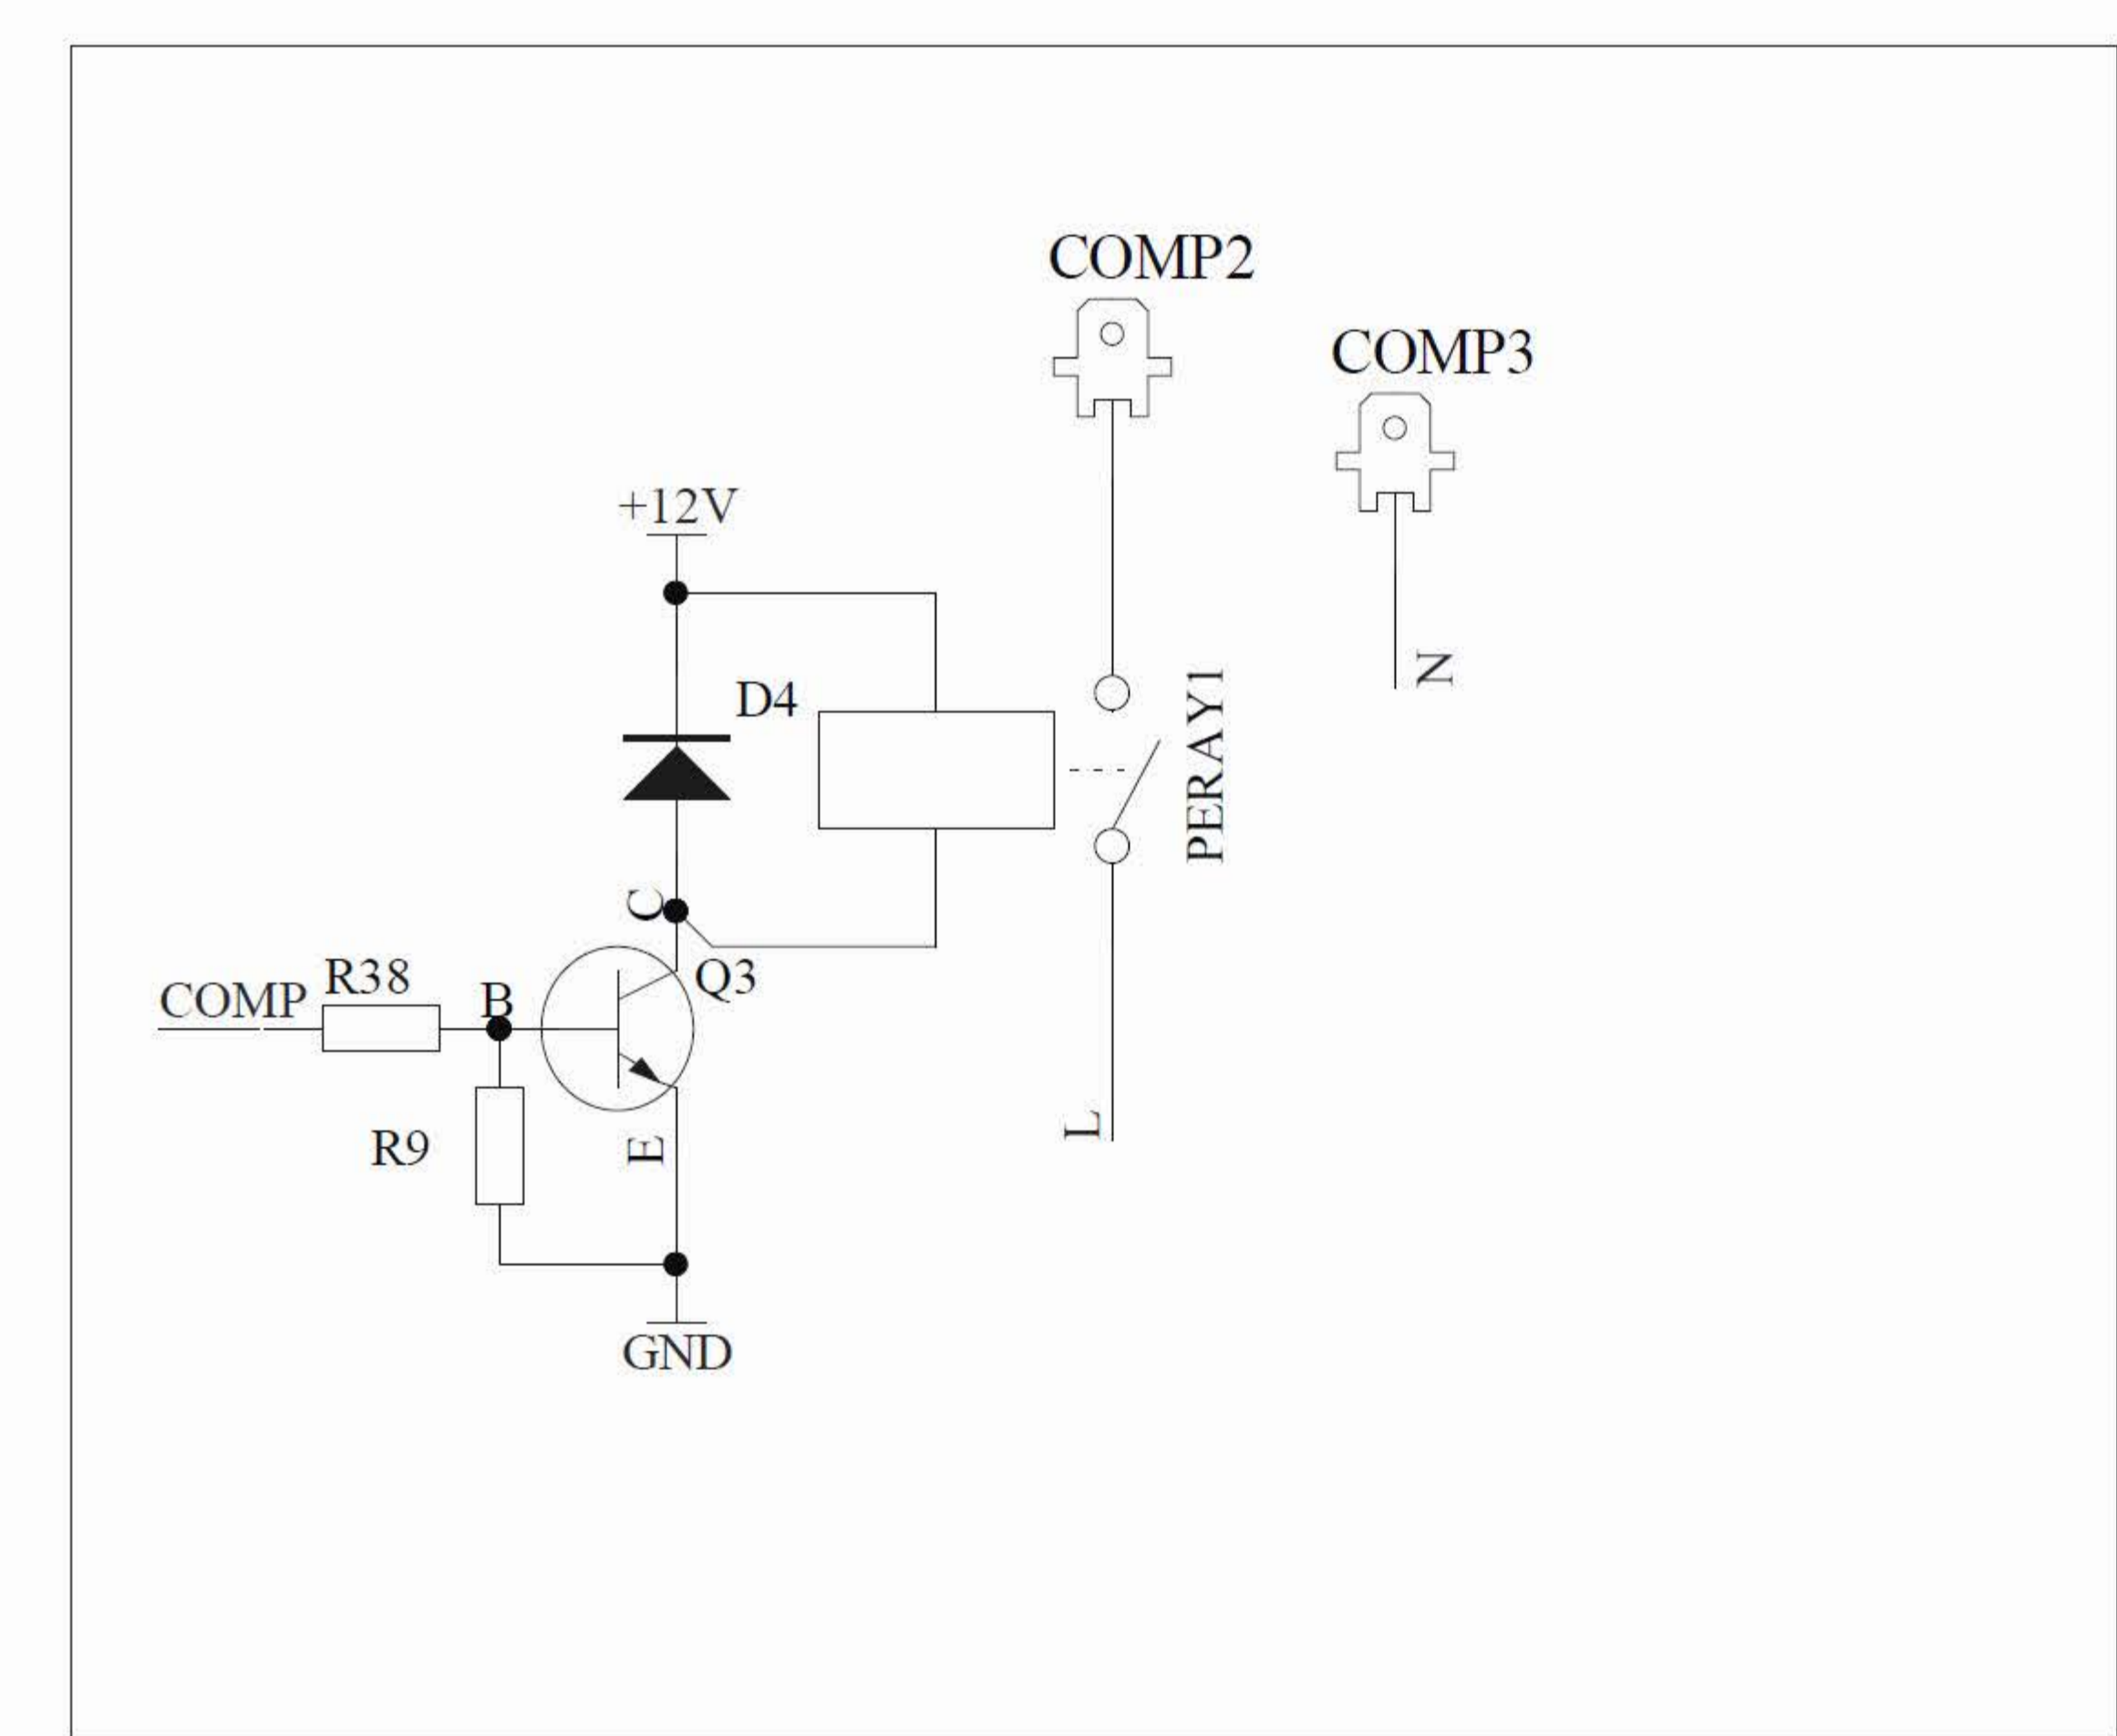 COMP2
COMP3
+12V
D4
PERAY1
N
C
Q3
R38
COMP
B
R9
E
L
GND